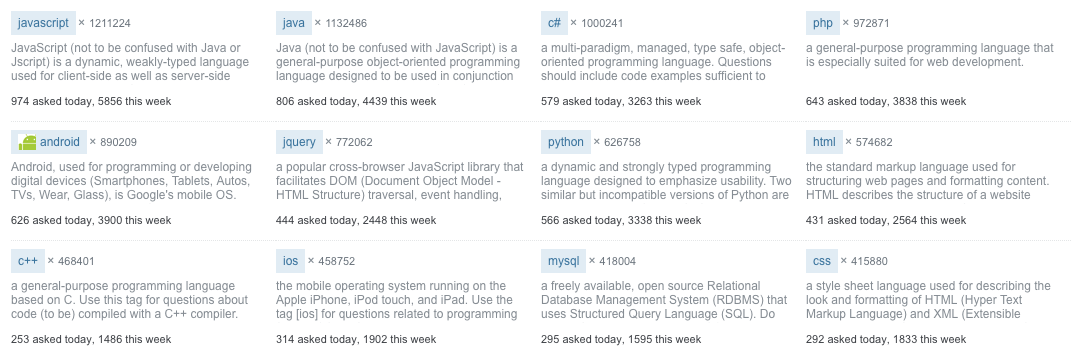 javascript × 1211224
JavaScript (not to be confused with Java or
Jscript) is a dynamic, weakly-typed language
used for client-side as well as server-side
974 asked today, 5856 this week
java × 1132486
Java (not to be confused with JavaScript) is a
general-purpose object-oriented programming
language designed to be used in conjunction
806 asked today, 4439 this week
c# × 1000241
a multi-paradigm, managed, type safe, object-
oriented programming language. Questions
should include code examples sufficient to
579 asked today, 3263 this week
php × 972871
a general-purpose programming language that
is especially suited for web development.
643 asked today, 3838 this week
android × 890209
Android, used for programming or developing
digital devices (Smartphones, Tablets, Autos,
TVs, Wear, Glass), is Google's mobile OS.
626 asked today, 3900 this week
jquery × 772062
a popular cross-browser JavaScript library that
facilitates DOM (Document Object Model -
HTML Structure) traversal, event handling,
444 asked today, 2448 this week
python × 626758
a dynamic and strongly typed programming
language designed to emphasize usability. Two
similar but incompatible versions of Python are
566 asked today, 3338 this week
html × 574682
the standard markup language used for
structuring web pages and formatting content.
HTML describes the structure of a website
431 asked today, 2564 this week
c++ × 468401
a general-purpose programming language
based on C. Use this tag for questions about
code (to be) compiled with a C++ compiler.
253 asked today, 1486 this week
ios × 458752
the mobile operating system running on the
Apple iPhone, iPod touch, and iPad. Use the
tag [ios] for questions related to programming
314 asked today, 1902 this week
mysql × 418004
a freely available, open source Relational
Database Management System (RDBMS) that
uses Structured Query Language (SQL). Do
295 asked today, 1595 this week
css × 415880
a style sheet language used for describing the
look and formatting of HTML (Hyper Text
Markup Language) and XML (Extensible
292 asked today, 1833 this week